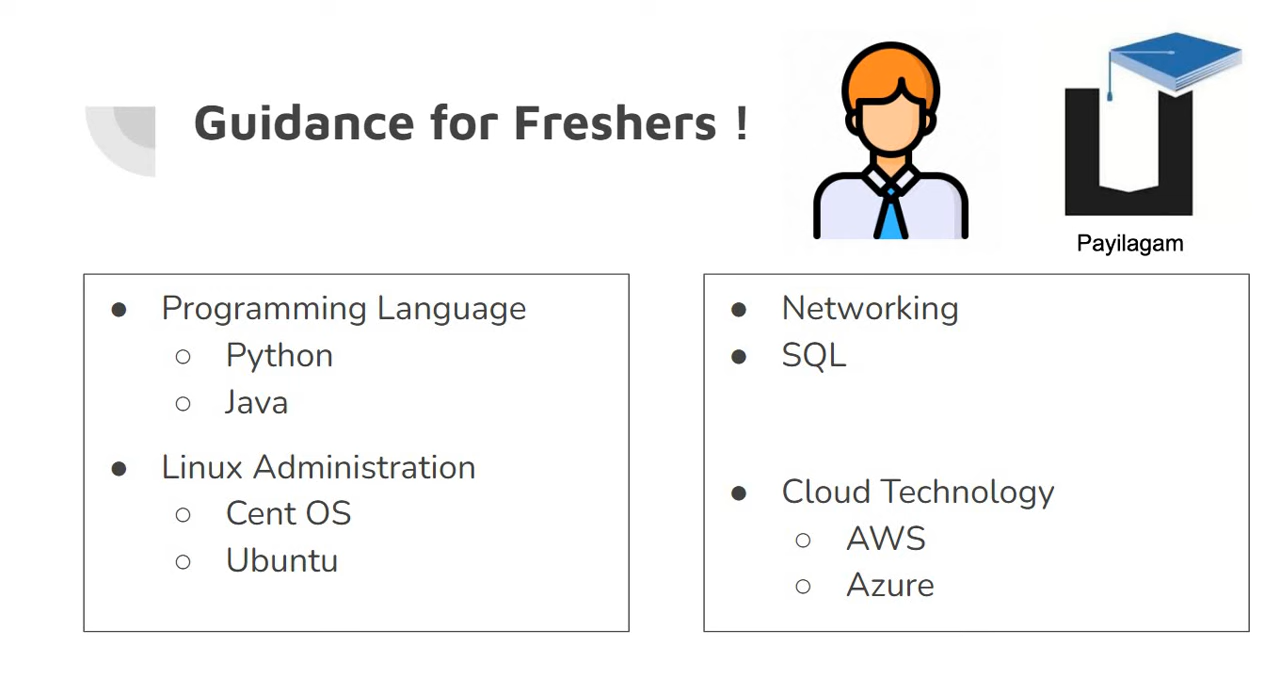 Guidance for Freshers !
Payilagam
● Programming Language
○ Python
○ Java
● Linux Administration
○ Cent OS
○ Ubuntu
● Networking
● SQL
● Cloud Technology
○ AWS
○ Azure